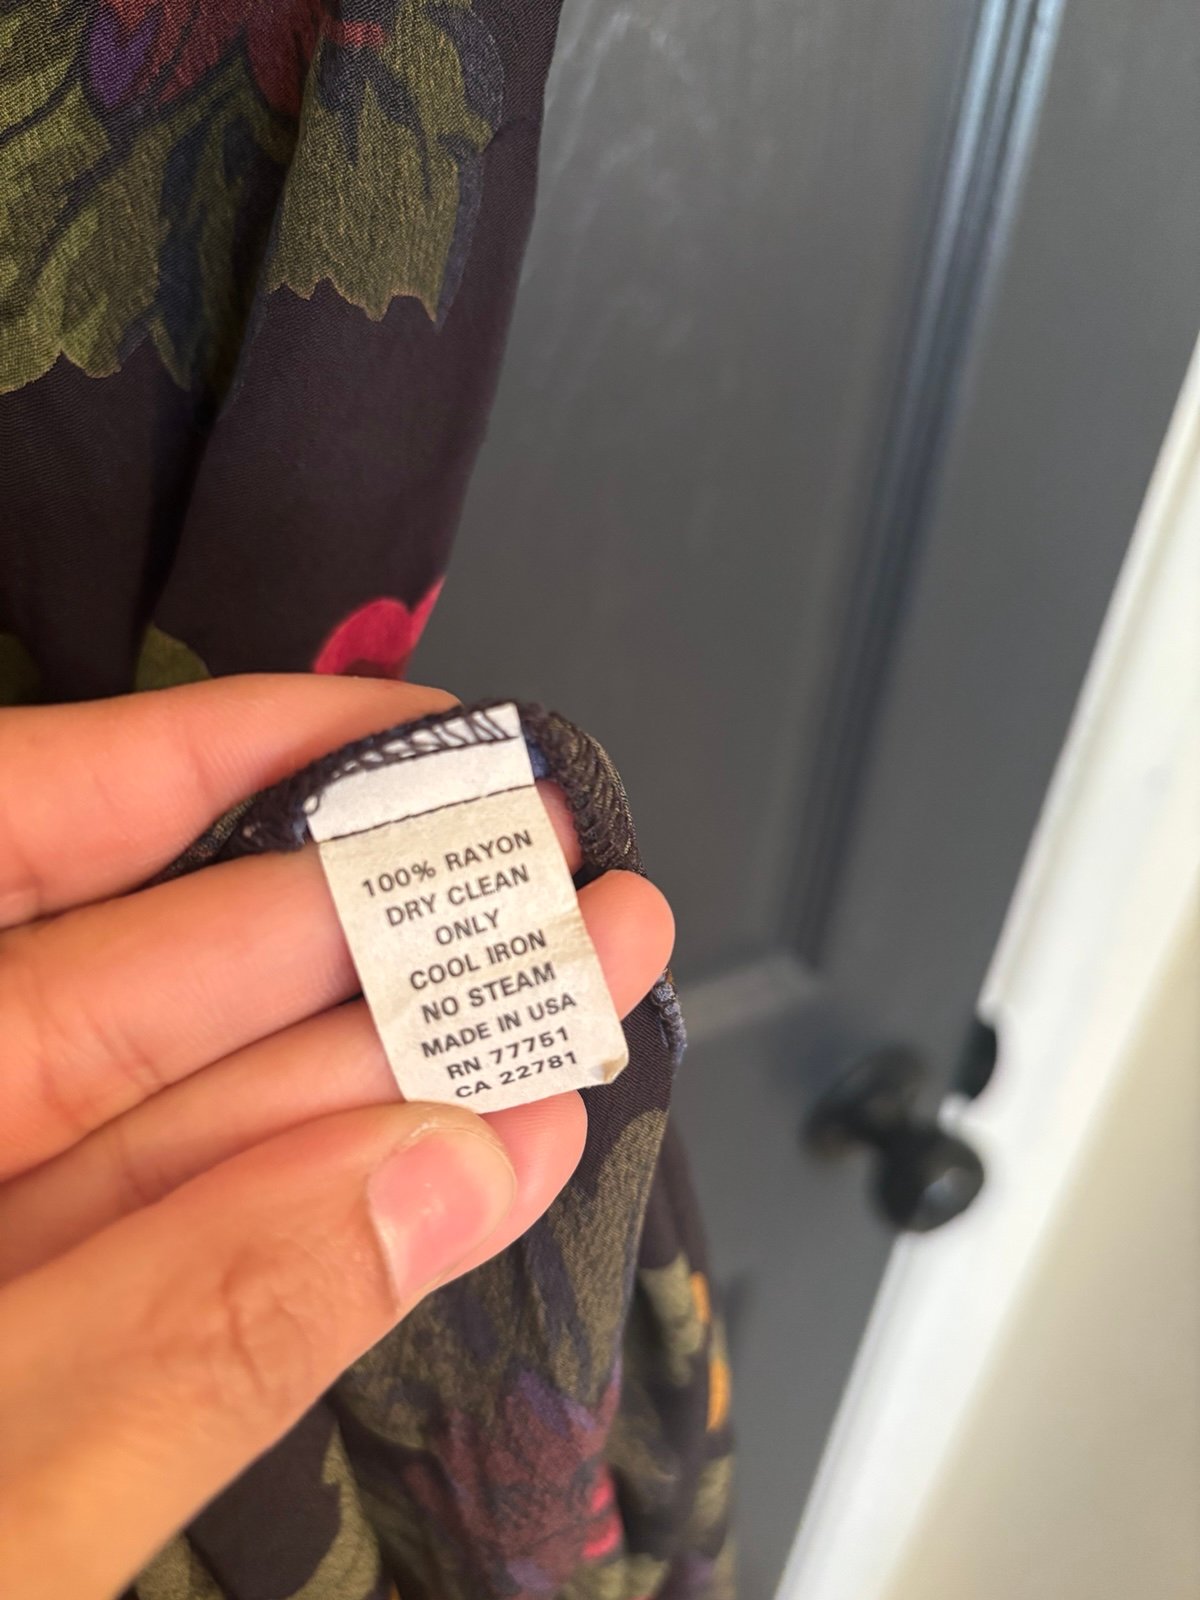 100% RAYON
DRY CLEAN
ONLY
COOL IRON
NO STEAM
MADE IN USA
RN 77751
CA 22781